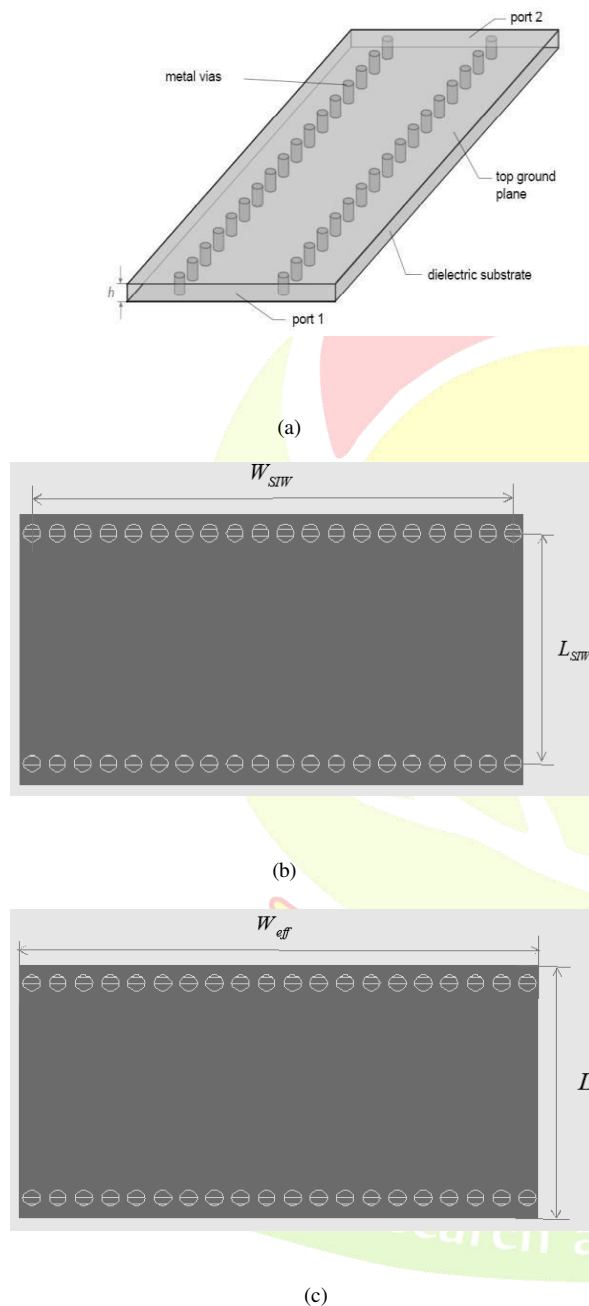 port 2
metal vias
top ground
plane
dielectric substrate
h
port 1
(a)
W_SIW
L_SIW
(b)
W_eff
L
(c)